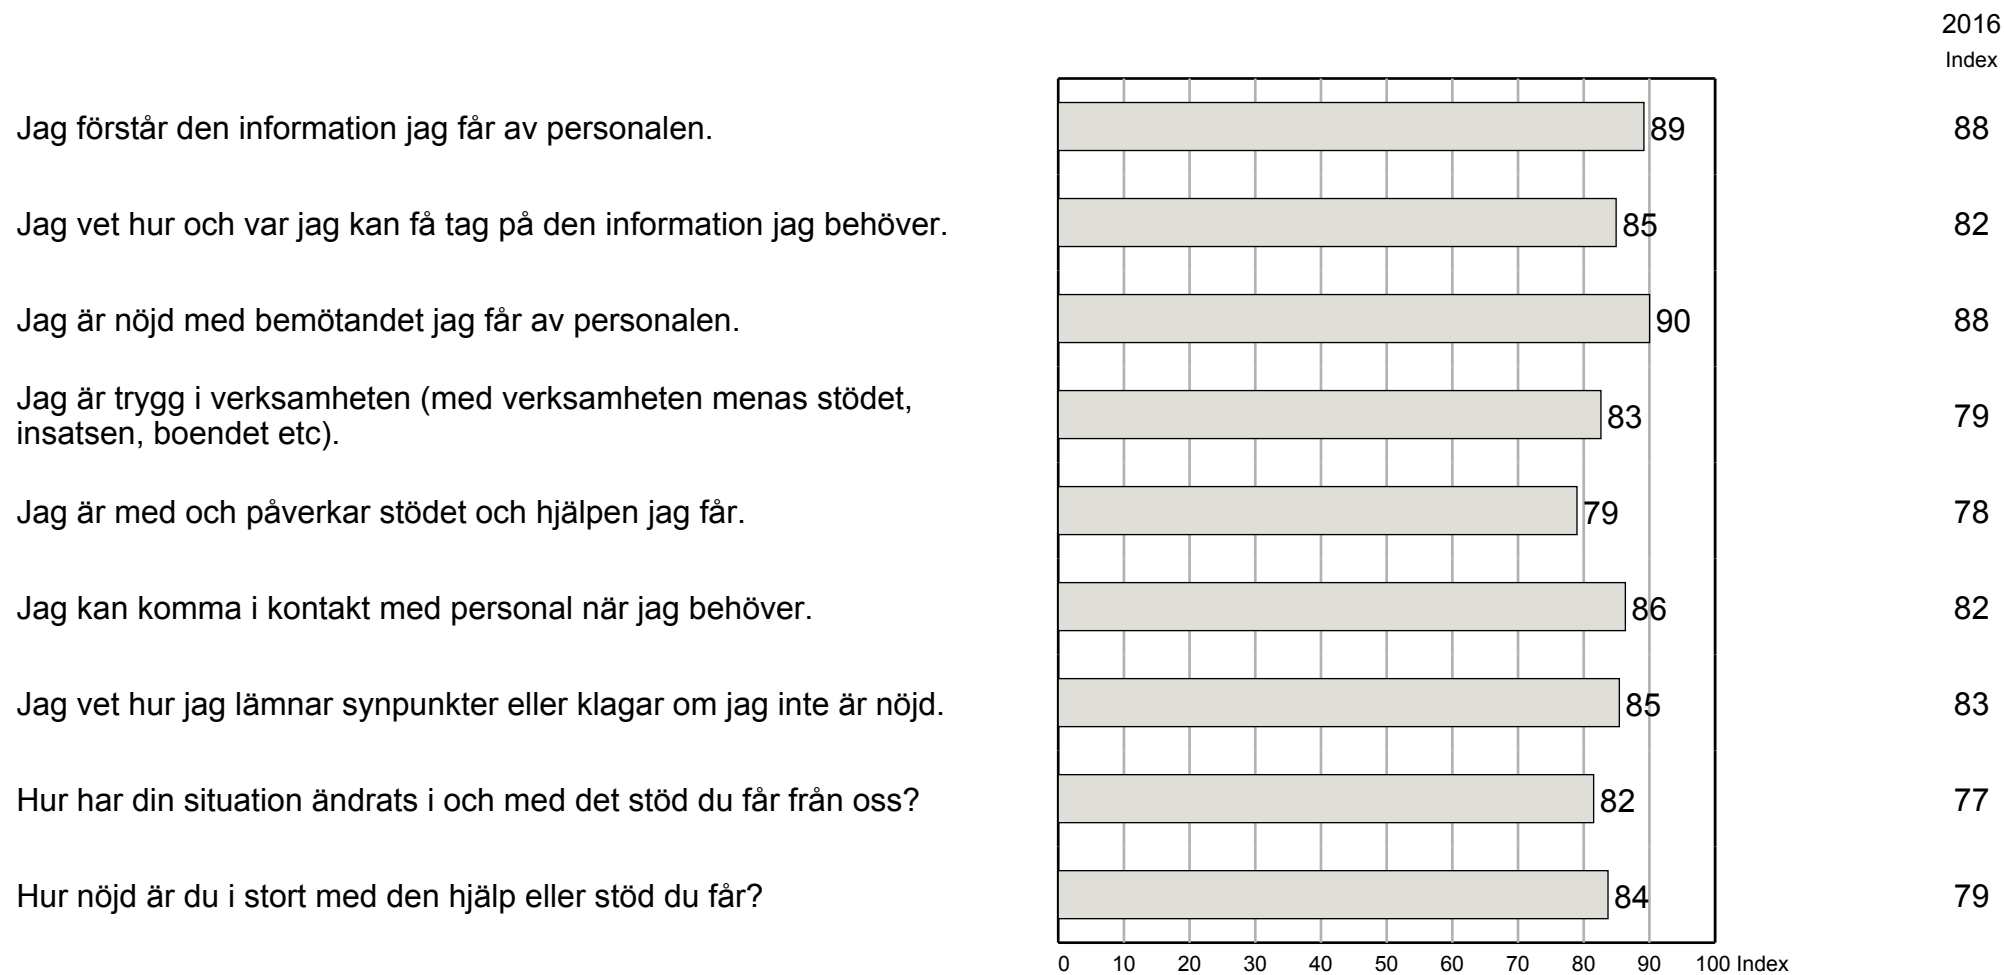 2016
Index
Jag förstår den information jag får av personalen. 89 88
Jag vet hur och var jag kan få tag på den information jag behöver. 85 82
Jag är nöjd med bemötandet jag får av personalen. 90 88
Jag är trygg i verksamheten (med verksamheten menas stödet,
insatsen, boendet etc). 83 79
Jag är med och påverkar stödet och hjälpen jag får. 79 78
Jag kan komma i kontakt med personal när jag behöver. 86 82
Jag vet hur jag lämnar synpunkter eller klagar om jag inte är nöjd. 85 83
Hur har din situation ändrats i och med det stöd du får från oss? 82 77
Hur nöjd är du i stort med den hjälp eller stöd du får? 84 79
0 10 20 30 40 50 60 70 80 90 100 Index